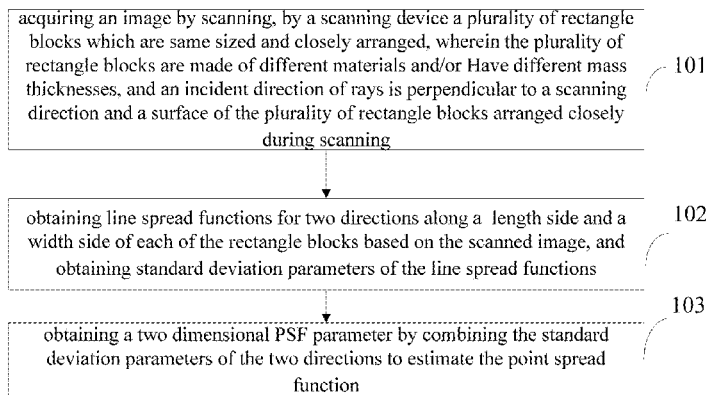 acquiring an image by scanning, by a scanning device a plurality of rectangle
blocks which are same sized and closely arranged, wherein the plurality of
rectangle blocks are made of different materials and/or Have different mass
thicknesses, and an incident direction of rays is perpendicular to a scanning
direction and a surface of the plurality of rectangle blocks arranged closely
during scanning
101
obtaining line spread functions for two directions along a length side and a
width side of each of the rectangle blocks based on the scanned image, and
obtaining standard deviation parameters of the line spread functions
102
obtaining a two dimensional PSF parameter by combining the standard
deviation parameters of the two directions to estimate the point spread
function
103